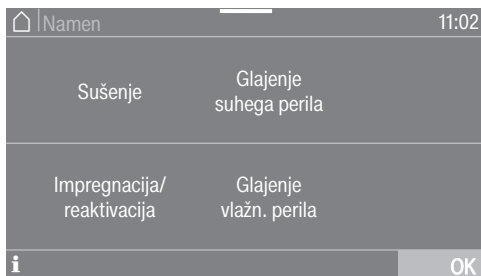 Namen 11:02
Sušenje
Glajenje
suhega perila
Impregnacija/
reaktivacija
Glajenje
vlažn. perila
i OK